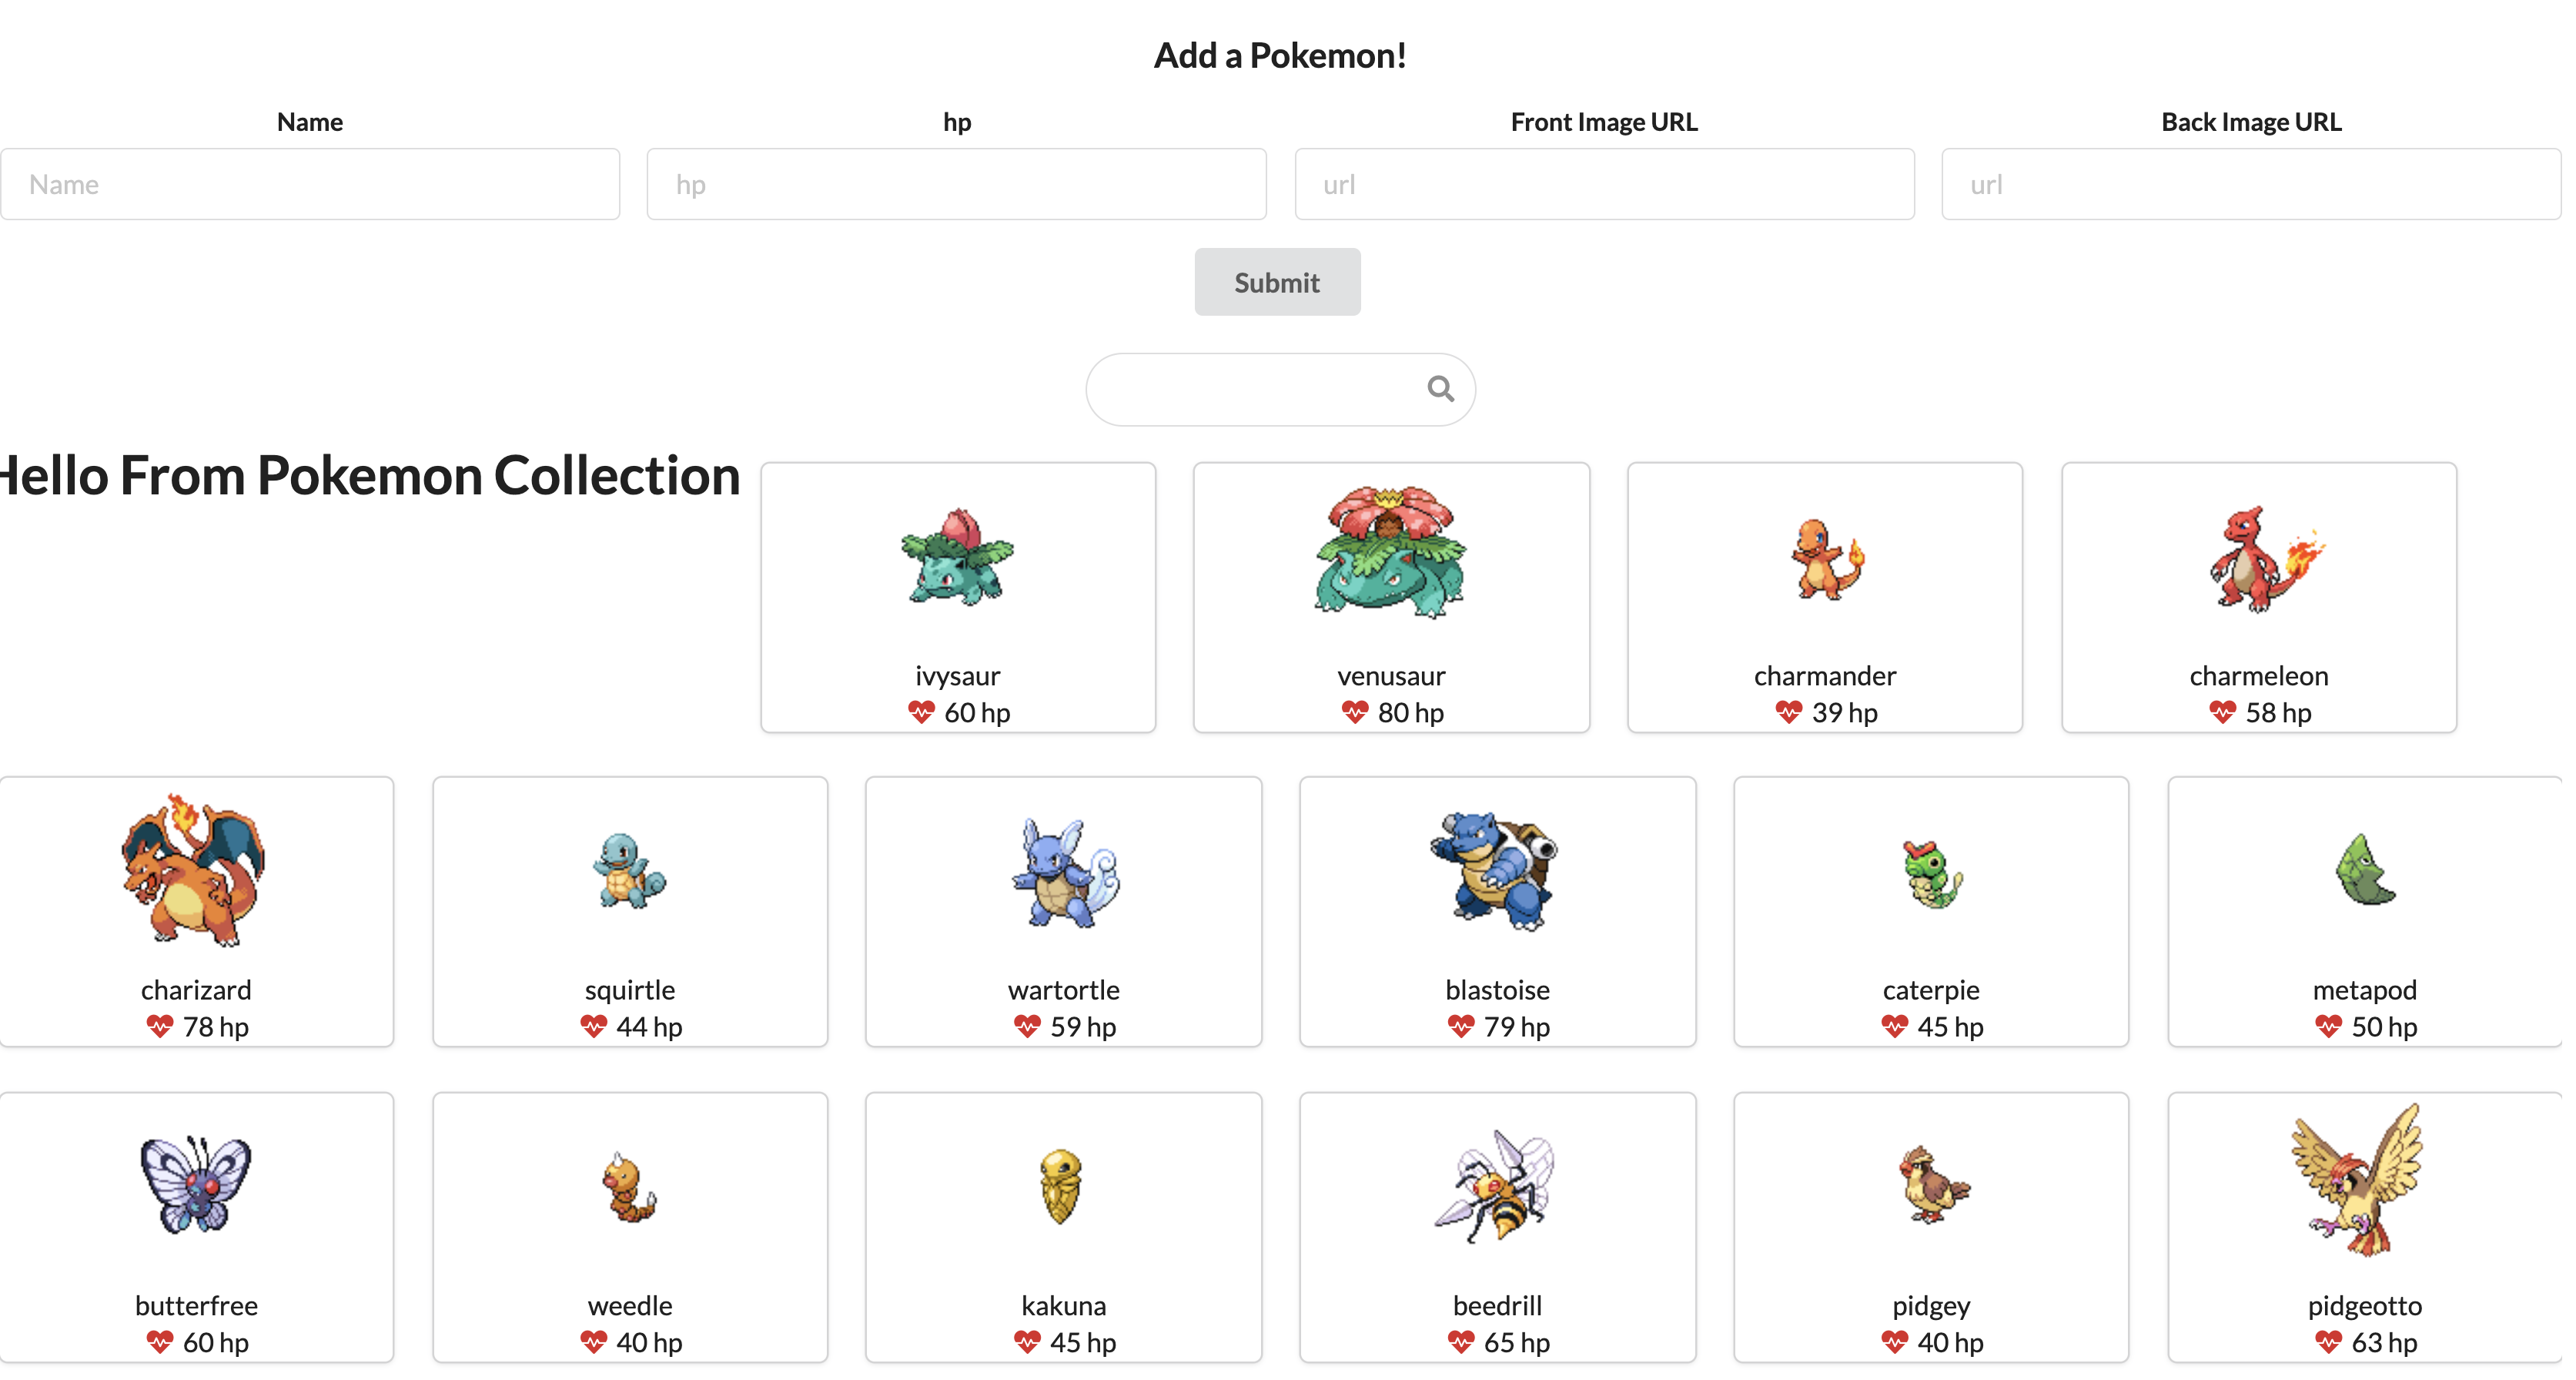 Add a Pokemon!
Name hp Front Image URL Back Image URL
Name hp url url
Submit
Hello From Pokemon Collection
ivysaur venusaur charmander charmeleon
60 hp 80 hp 39 hp 58 hp
charizard squirtle wartortle blastoise caterpie metapod
78 hp 44 hp 59 hp 79 hp 45 hp 50 hp
butterfree weedle kakuna beedrill pidgey pidgeotto
60 hp 40 hp 45 hp 65 hp 40 hp 63 hp